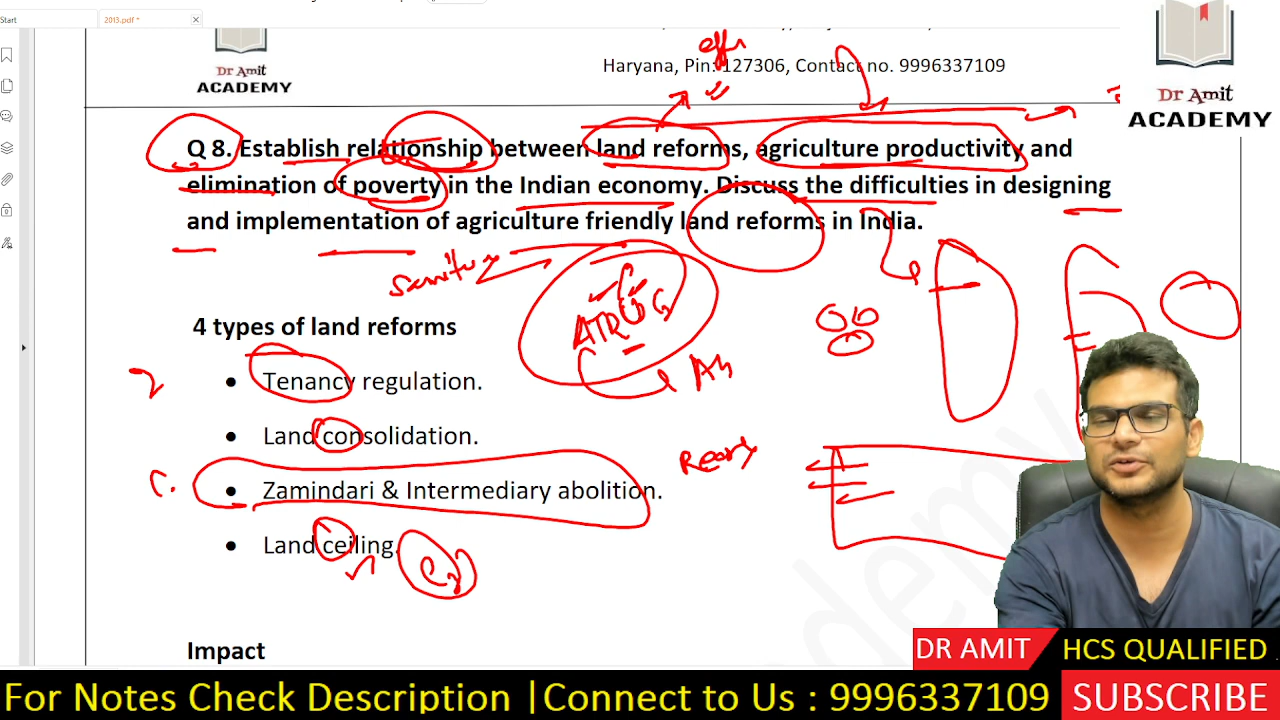 Start
2013.pdf *
Dr Amit
ACADEMY
Haryana, Pin: 127306, Contact no. 9996337109
Dr Amit
ACADEMY
Q 8. Establish relationship between land reforms, agriculture productivity and
elimination of poverty in the Indian economy. Discuss the difficulties in designing
and implementation of agriculture friendly land reforms in India.
4 types of land reforms
• Tenancy regulation.
• Land consolidation.
• Zamindari & Intermediary abolition.
• Land ceiling.
Impact
DR AMIT HCS QUALIFIED
For Notes Check Description | Connect to Us : 9996337109 SUBSCRIBE